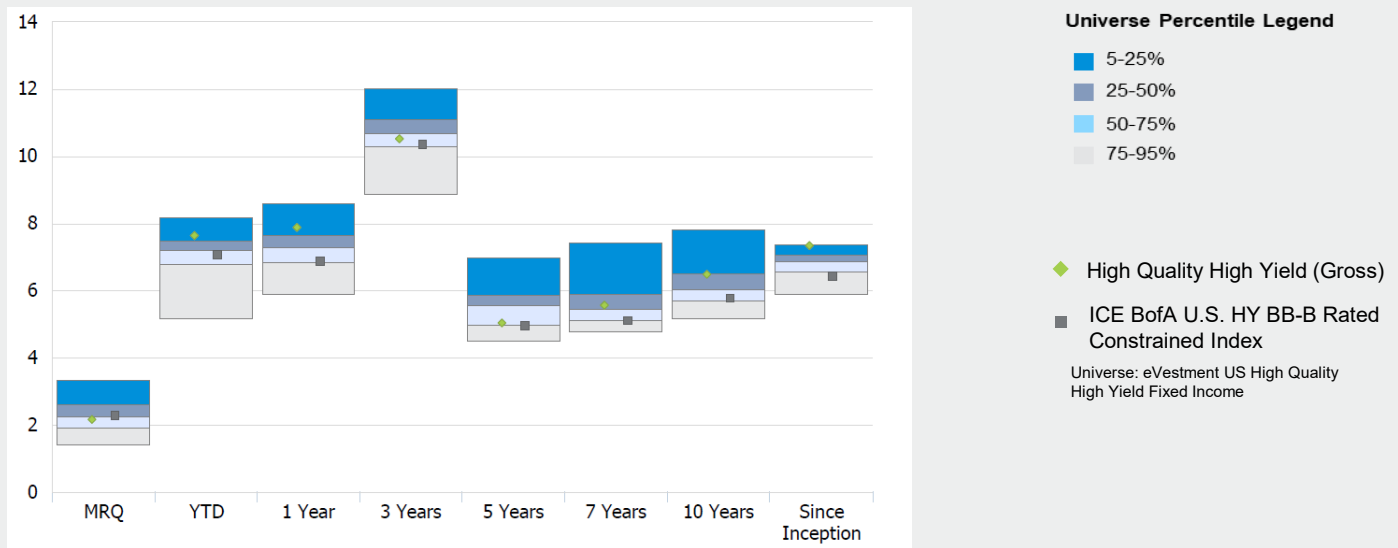 14
12
10
8
6
4
2
0
MRQ
YTD
1 Year
3 Years
5 Years
7 Years
10 Years
Since
Inception
Universe Percentile Legend
5-25%
25-50%
50-75%
75-95%
High Quality High Yield (Gross)
ICE BofA U.S. HY BB-B Rated
Constrained Index
Universe: eVestment US High Quality
High Yield Fixed Income